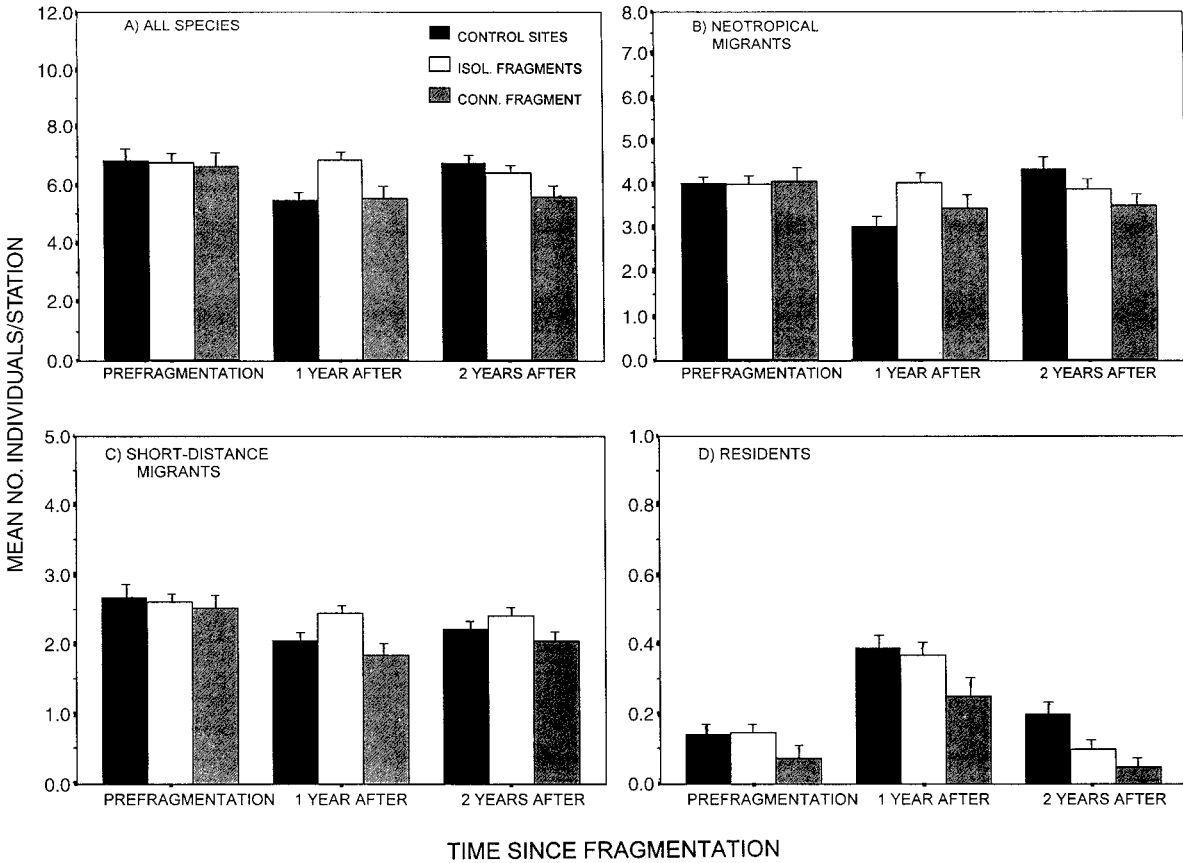 MEAN NO. INDIVIDUALS/STATION
A) ALL SPECIES
CONTROL SITES
ISOL. FRAGMENTS
CONN. FRAGMENT
12.0
10.0
8.0
6.0
4.0
2.0
0.0
PREFRAGMENTATION 1 YEAR AFTER 2 YEARS AFTER
B) NEOTROPICAL
MIGRANTS
8.0
7.0
6.0
5.0
4.0
3.0
2.0
1.0
0.0
PREFRAGMENTATION 1 YEAR AFTER 2 YEARS AFTER
C) SHORT-DISTANCE
MIGRANTS
5.0
4.0
3.0
2.0
1.0
0.0
PREFRAGMENTATION 1 YEAR AFTER 2 YEARS AFTER
D) RESIDENTS
1.0
0.8
0.6
0.4
0.2
0.0
PREFRAGMENTATION 1 YEAR AFTER 2 YEARS AFTER
TIME SINCE FRAGMENTATION